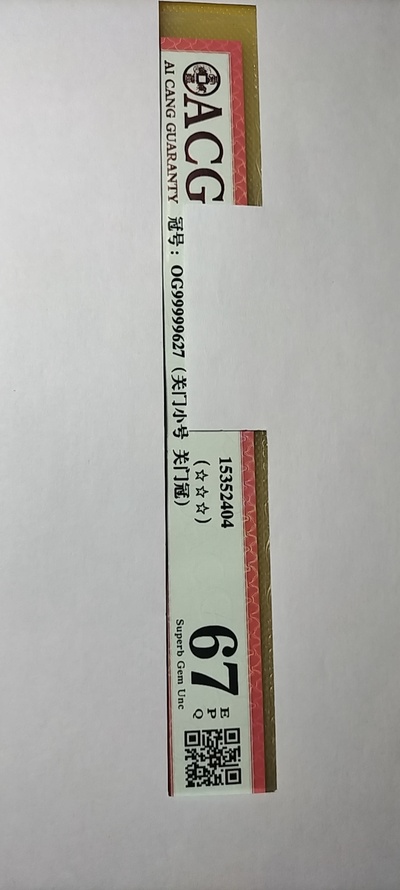 ACG
AI CANG GUARANTY
冠号：OG99999627（关门小号 关门冠）
15352404
（☆☆☆）
67 EPQ
Superb Gem Unc